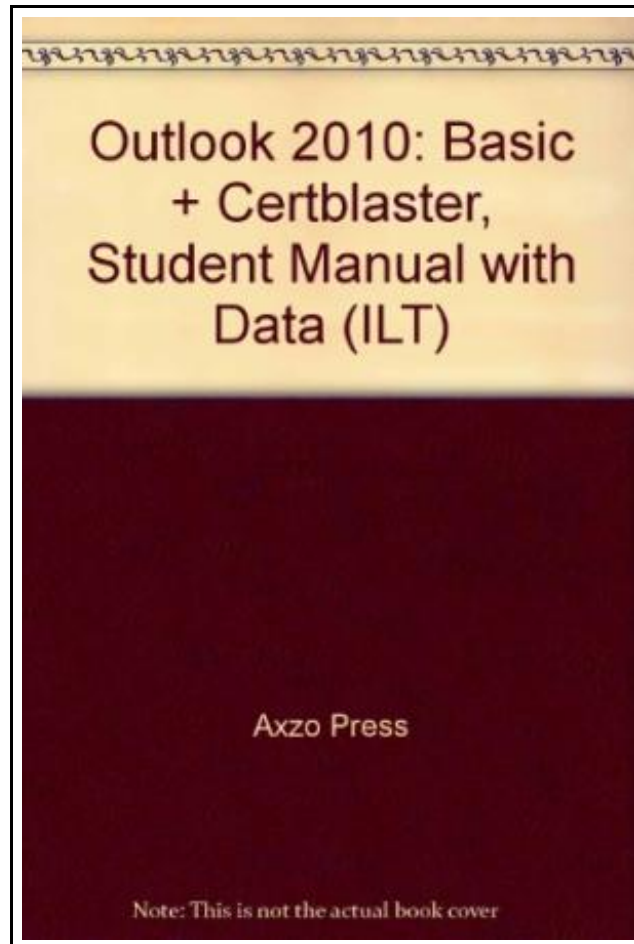 Outlook 2010: Basic
+ Certblaster,
Student Manual with
Data (ILT)
Axzo Press
Note: This is not the actual book cover